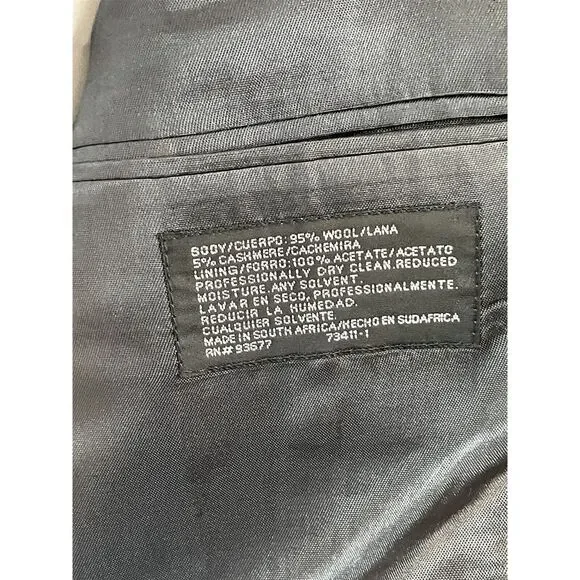 BODY/CUERPO:95% WOOL/LANA
5% CASHMERE/CACHEMIRA
LINING/FORRO:100% ACETATE/ACETATO
PROFESSIONALLY DRY CLEAN.REDUCED
MOISTURE.ANY SOLVENT.
LAVAR EN SECO, PROFESIONALMENTE.
REDUCIR LA HUMEDAD.
CUALQUIER SOLVENTE.
MADE IN SOUTH AFRICA/HECHO EN SUDAFRICA
RN# 93677 73411-1